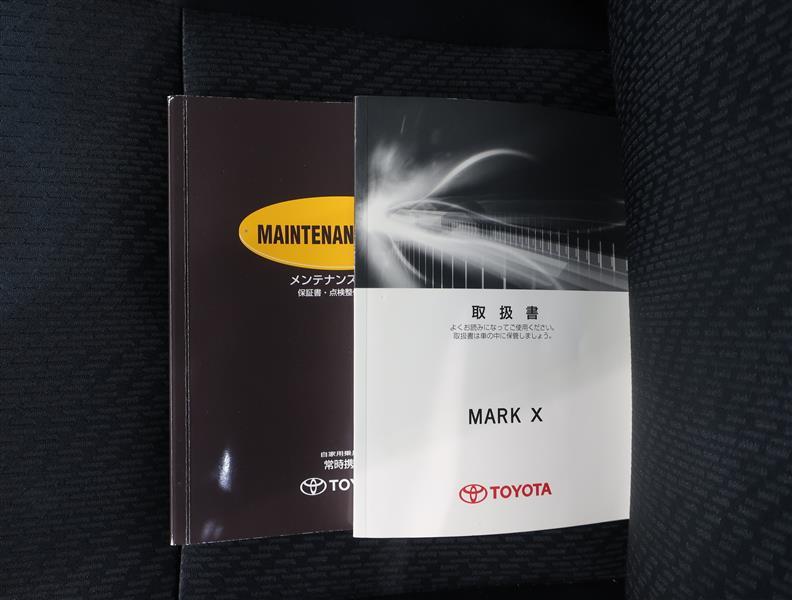 MAINTENAN
メンテナンス
保証書・点検整
自家用乗
常時携
TOY
取扱書
よくお読みになってご使用ください。
取扱書は車の中に保管しましょう。
MARK X
TOYOTA